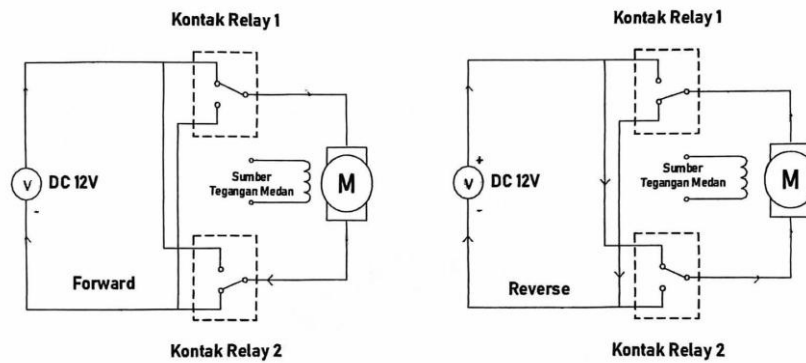 Kontak Relay 1
V
DC 12V
-
Sumber
Tegangan Medan
M
Forward
Kontak Relay 2
Kontak Relay 1
+
V
DC 12V
-
Sumber
Tegangan Medan
M
Reverse
Kontak Relay 2